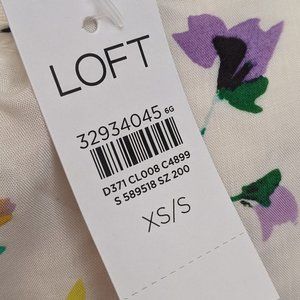 LOFT
32934045 6G
D371 CL008 C4899
S 589518 SZ 200
XS/S